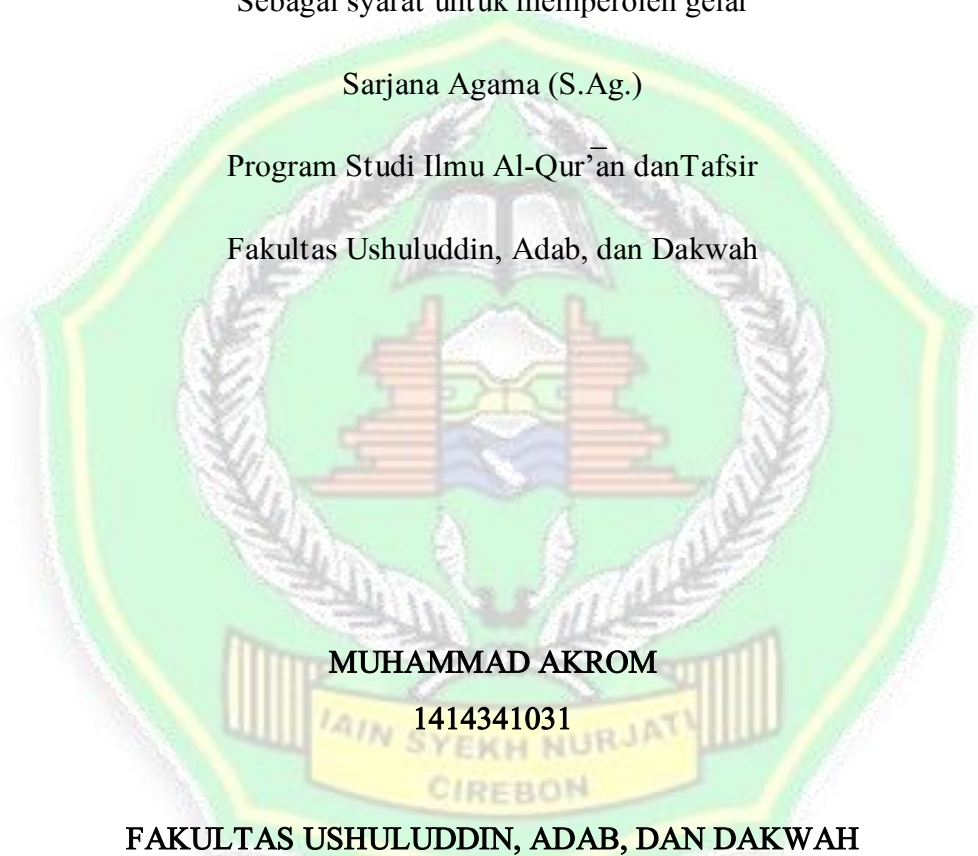 Sebagai syarat untuk memperoleh gelar
Sarjana Agama (S.Ag.)
Program Studi Ilmu Al-Qur’ān danTafsir
Fakultas Ushuluddin, Adab, dan Dakwah
MUHAMMAD AKROM
1414341031
IAIN SYEKH NURJATI
CIREBON
FAKULTAS USHULUDDIN, ADAB, DAN DAKWAH